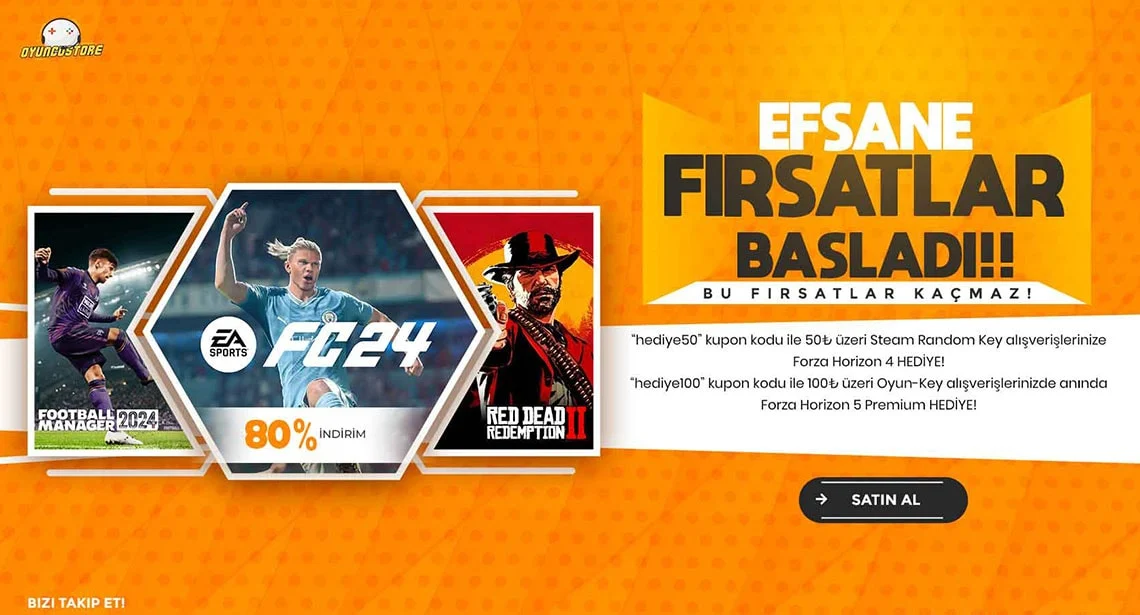 OYUNCUSTORE
EFSANE
FIRSATLAR
BASLADI!!
BU FIRSATLAR KAÇMAZ!
"hediye50" kupon kodu ile 50₺ üzeri Steam Random Key alışverişlerinize
Forza Horizon 4 HEDİYE!
"hediye100" kupon kodu ile 100₺ üzeri Oyun-Key alışverişlerinizde anında
Forza Horizon 5 Premium HEDİYE!
SATIN AL
FOOTBALL
MANAGER 2024
EA
SPORTS
FC24
80% İNDİRİM
RED DEAD
REDEMPTION II
BIZI TAKIP ET!